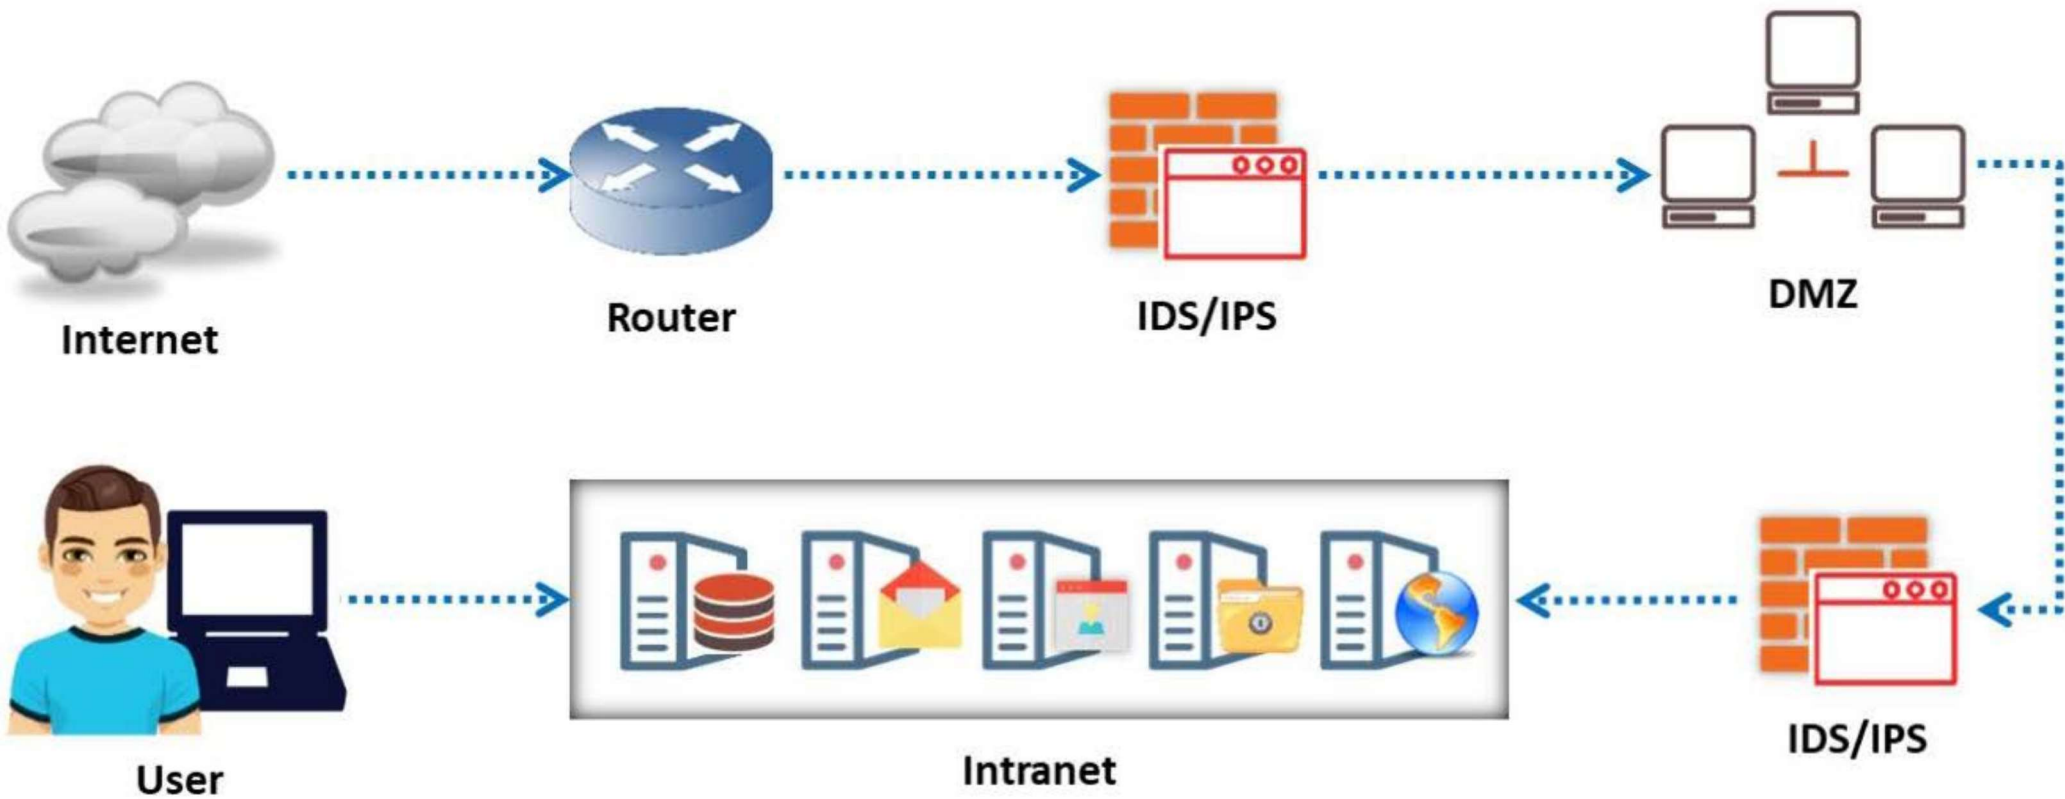 Internet
Router
IDS/IPS
DMZ
User
Intranet
IDS/IPS